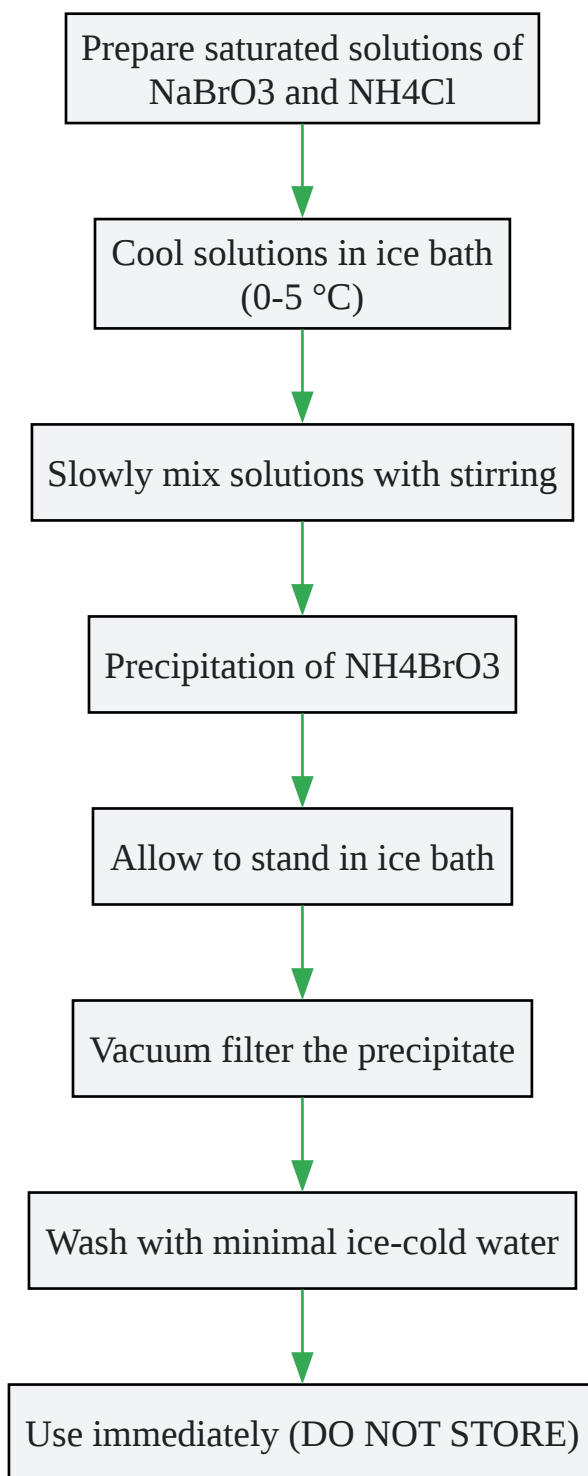 Prepare saturated solutions of
NaBrO3 and NH4Cl
Cool solutions in ice bath
(0-5 °C)
Slowly mix solutions with stirring
Precipitation of NH4BrO3
Allow to stand in ice bath
Vacuum filter the precipitate
Wash with minimal ice-cold water
Use immediately (DO NOT STORE)